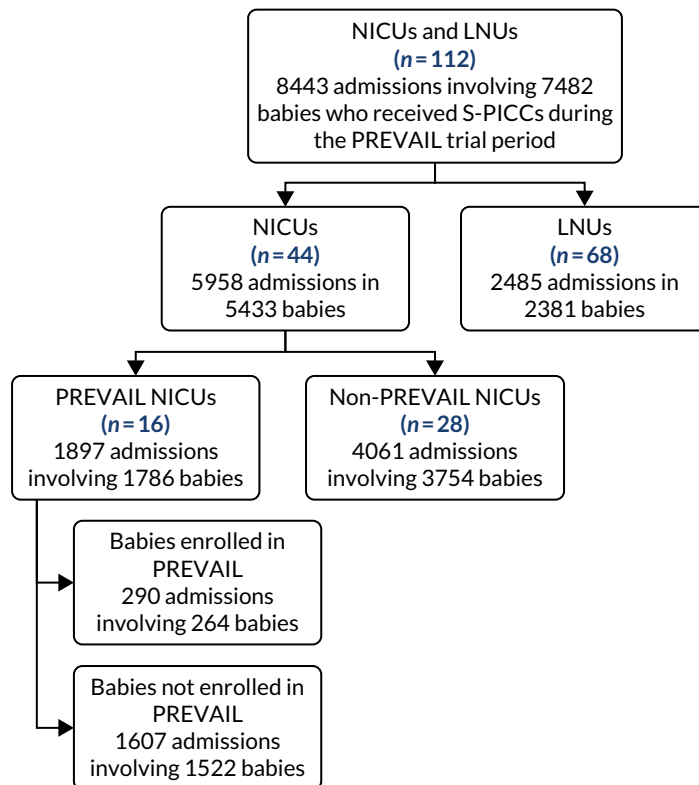 NICUs and LNUs
(n = 112)
8443 admissions involving 7482
babies who received S-PICCs during
the PREVAIL trial period
NICUs
(n = 44)
5958 admissions in
5433 babies
LNUs
(n = 68)
2485 admissions in
2381 babies
PREVAIL NICUs
(n = 16)
1897 admissions
involving 1786 babies
Non-PREVAIL NICUs
(n = 28)
4061 admissions
involving 3754 babies
Babies enrolled in
PREVAIL
290 admissions
involving 264 babies
Babies not enrolled in
PREVAIL
1607 admissions
involving 1522 babies